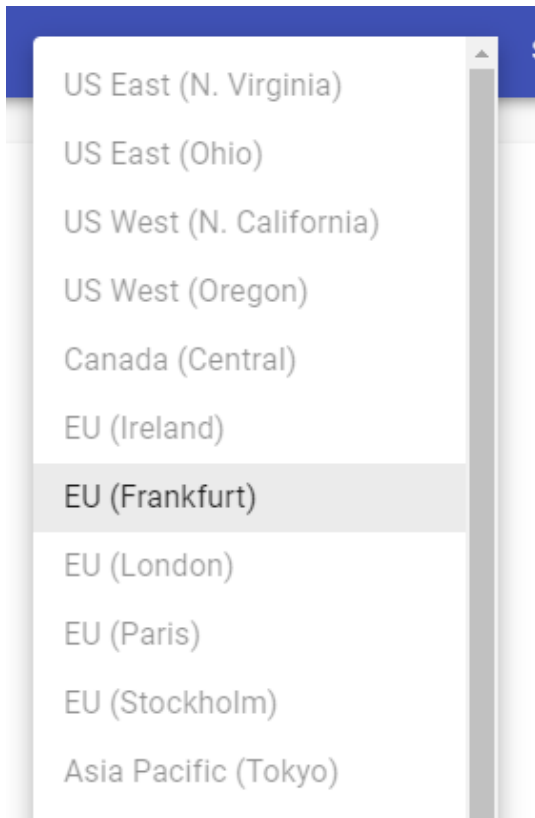 US East (N. Virginia)
US East (Ohio)
US West (N. California)
US West (Oregon)
Canada (Central)
EU (Ireland)
EU (Frankfurt)
EU (London)
EU (Paris)
EU (Stockholm)
Asia Pacific (Tokyo)